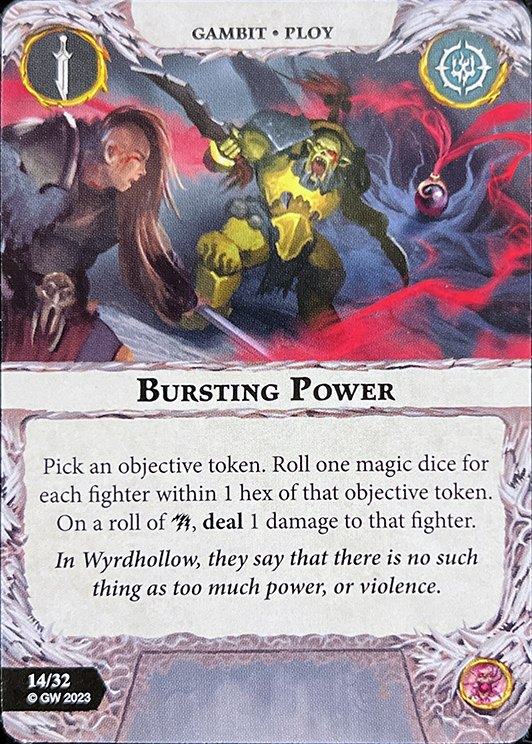 GAMBIT • PLOY
BURSTING POWER
Pick an objective token. Roll one magic dice for
each fighter within 1 hex of that objective token.
On a roll of , deal 1 damage to that fighter.
In Wyrdhollow, they say that there is no such
thing as too much power, or violence.
14/32
© GW 2023